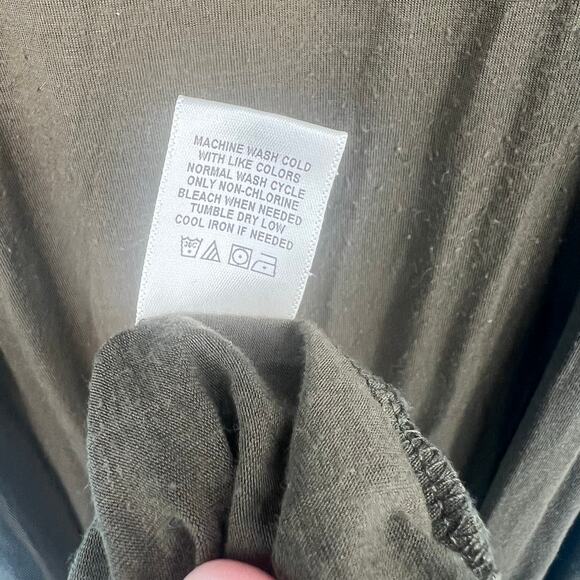 MACHINE WASH COLD
WITH LIKE COLORS
NORMAL WASH CYCLE
ONLY NON-CHLORINE
BLEACH WHEN NEEDED
TUMBLE DRY LOW
COOL IRON IF NEEDED